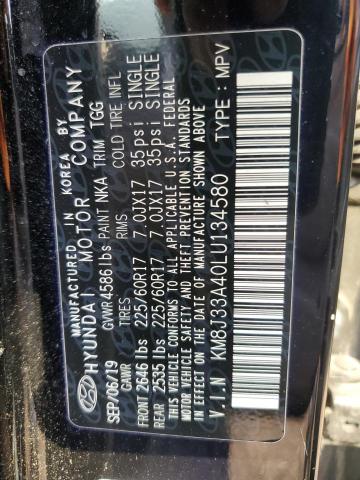 MANUFACTURED IN KOREA BY
HYUNDAI MOTOR COMPANY
SEP/06/19 GVWR 4586 lbs PAINT NKA TRIM TGG
GAWR TIRES RIMS COLD TIRE INFL
FRONT 2646 lbs 225/60R17 7.0JX17 35psi SINGLE
REAR 2535 lbs 225/60R17 7.0JX17 35psi SINGLE
THIS VEHICLE CONFORMS TO ALL APPLICABLE U.S.A. FEDERAL
MOTOR VEHICLE SAFETY AND THEFT PREVENTION STANDARDS
IN EFFECT ON THE DATE OF MANUFACTURE SHOWN ABOVE.
V.I.N : KM8J33A40LU134580 TYPE : MPV